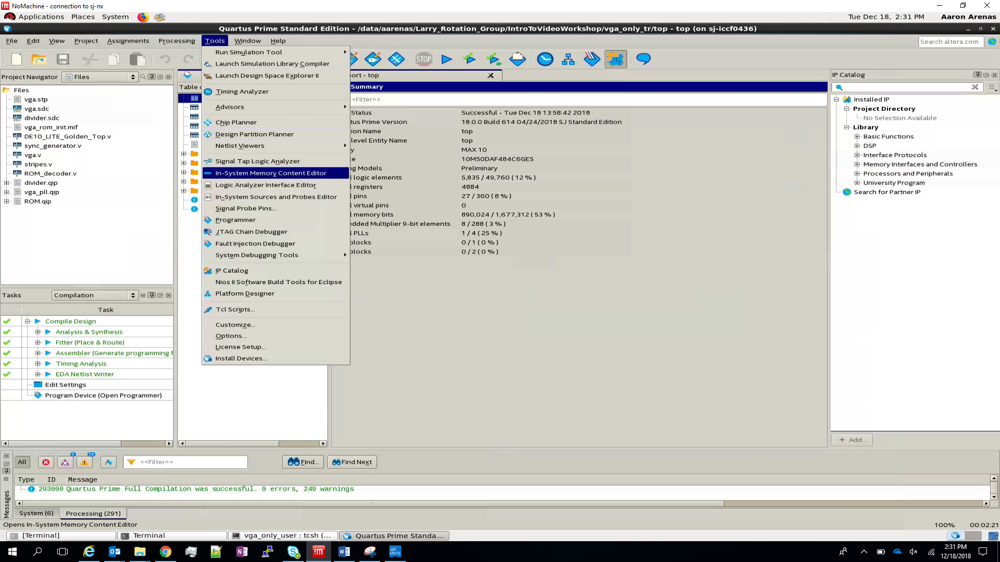 NoMachine - connection to sj-nx
Applications Places System Tue Dec 18, 2:31 PM Aaron Arenas
Quartus Prime Standard Edition - /data/aarenas/Larry_Rotation_Group/IntroToVideoWorkshop/vga_only_tr/top - top (on sj-iccf0436)
File Edit View Project Assignments Processing Tools Window Help Search altera.com
Project Navigator Files
Files
vga.stp
vga.sdc
divider.sdc
vga_rom_init.mif
DE10_LITE_Golden_Top.v
sync_generator.v
vga.v
stripes.v
ROM_decoder.v
divider.qip
vga_pll.qip
ROM.qip
Tasks Compilation
Task
Compile Design
Analysis & Synthesis
Fitter (Place & Route)
Assembler (Generate programming f
Timing Analysis
EDA Netlist Writer
Edit Settings
Program Device (Open Programmer)
Table o
Run Simulation Tool
Launch Simulation Library Compiler
Launch Design Space Explorer II
Timing Analyzer
Advisors
Chip Planner
Design Partition Planner
Netlist Viewers
Signal Tap Logic Analyzer
In-System Memory Content Editor
Logic Analyzer Interface Editor
In-System Sources and Probes Editor
Signal Probe Pins...
Programmer
JTAG Chain Debugger
Fault Injection Debugger
System Debugging Tools
IP Catalog
Nios II Software Build Tools for Eclipse
Platform Designer
Tcl Scripts...
Customize...
Options...
License Setup...
Install Devices...
STOP
ort - top
Summary
<<Filter>>
Status Successful - Tue Dec 18 13:58:42 2018
tus Prime Version 18.0.0 Build 614 04/24/2018 SJ Standard Edition
ion Name top
level Entity Name top
y MAX 10
e 10M50DAF484C6GES
g Models Preliminary
l logic elements 5,835 / 49,760 ( 12 % )
l registers 4884
l pins 27 / 360 ( 8 % )
l virtual pins 0
l memory bits 890,024 / 1,677,312 ( 53 % )
edded Multiplier 9-bit elements 8 / 288 ( 3 % )
l PLLs 1 / 4 ( 25 % )
blocks 0 / 1 ( 0 % )
blocks 0 / 2 ( 0 % )
IP Catalog
Installed IP
Project Directory
No Selection Available
Library
Basic Functions
DSP
Interface Protocols
Memory Interfaces and Controllers
Processors and Peripherals
University Program
Search for Partner IP
+ Add...
All 5 34 <<Filter>> Find... Find Next
Type ID Message
293000 Quartus Prime Full Compilation was successful. 0 errors, 249 warnings
Messages
System (6) Processing (291)
Opens In-System Memory Content Editor 100% 00:02:21
[Terminal] Terminal vga_only_user : tcsh (... Quartus Prime Standa...
2:31 PM
12/18/2018